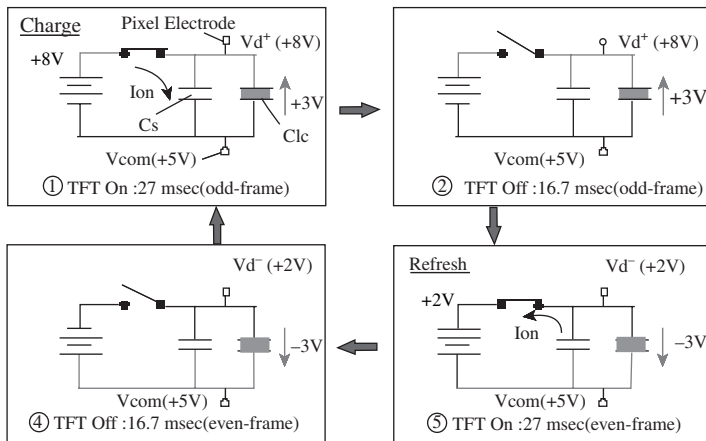 Charge
Pixel Electrode
Vd⁺ (+8V)
+8V
Ion
+3V
Cs
Clc
Vcom(+5V)
① TFT On :27 msec(odd-frame)
Vd⁺ (+8V)
+3V
Vcom(+5V)
② TFT Off :16.7 msec(odd-frame)
Vd⁻ (+2V)
–3V
Vcom(+5V)
④ TFT Off :16.7 msec(even-frame)
Refresh
Vd⁻ (+2V)
+2V
Ion
–3V
Vcom(+5V)
⑤ TFT On :27 msec(even-frame)